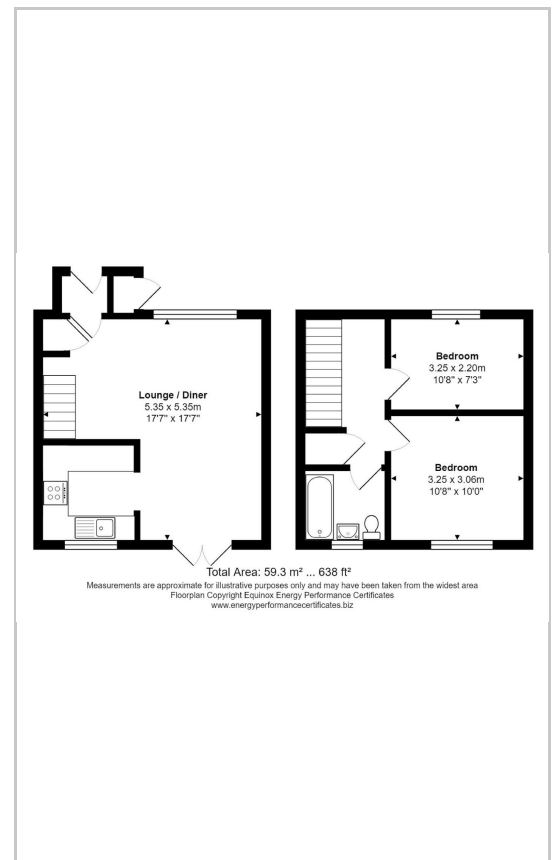 Lounge / Diner
5.35 x 5.35m
17'7" x 17'7"
Bedroom
3.25 x 2.20m
10'8" x 7'3"
Bedroom
3.25 x 3.06m
10'8" x 10'0"
Total Area: 59.3 m² ... 638 ft²
Measurements are approximate for illustrative purposes only and may have been taken from the widest area
Floorplan Copyright Equinox Energy Performance Certificates
www.energyperformancecertificates.biz